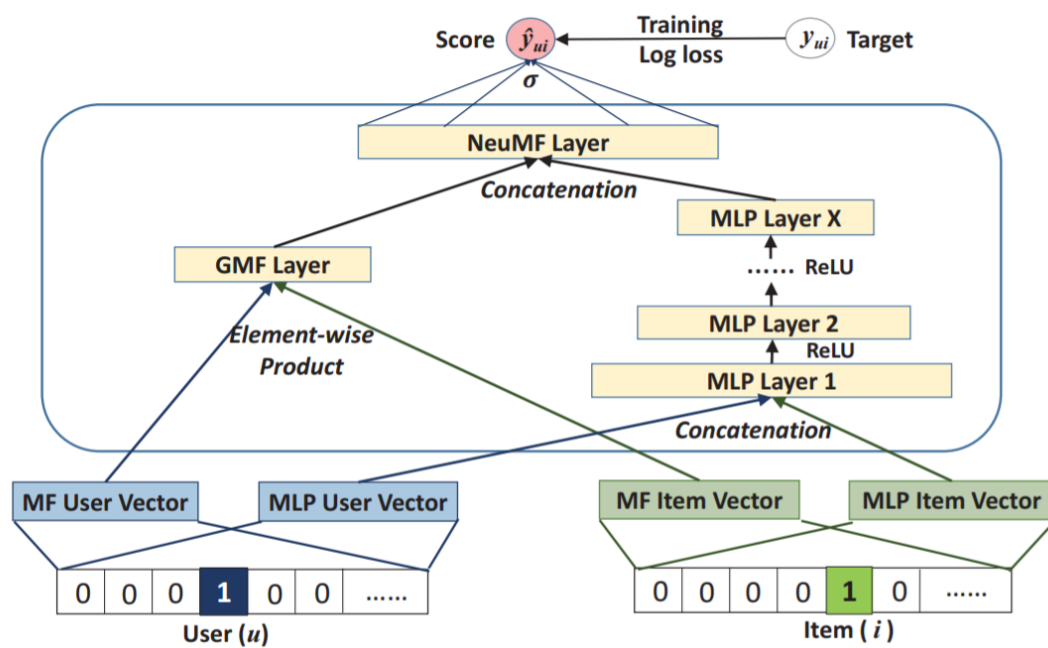 Score
ŷui
Training
Log loss
yui
Target
σ
NeuMF Layer
Concatenation
MLP Layer X
...... ReLU
GMF Layer
MLP Layer 2
Element-wise
Product
ReLU
MLP Layer 1
Concatenation
MF User Vector
MLP User Vector
MF Item Vector
MLP Item Vector
0 0 0 1 0 0 ......
0 0 0 0 1 0 ......
User (u)
Item ( i )